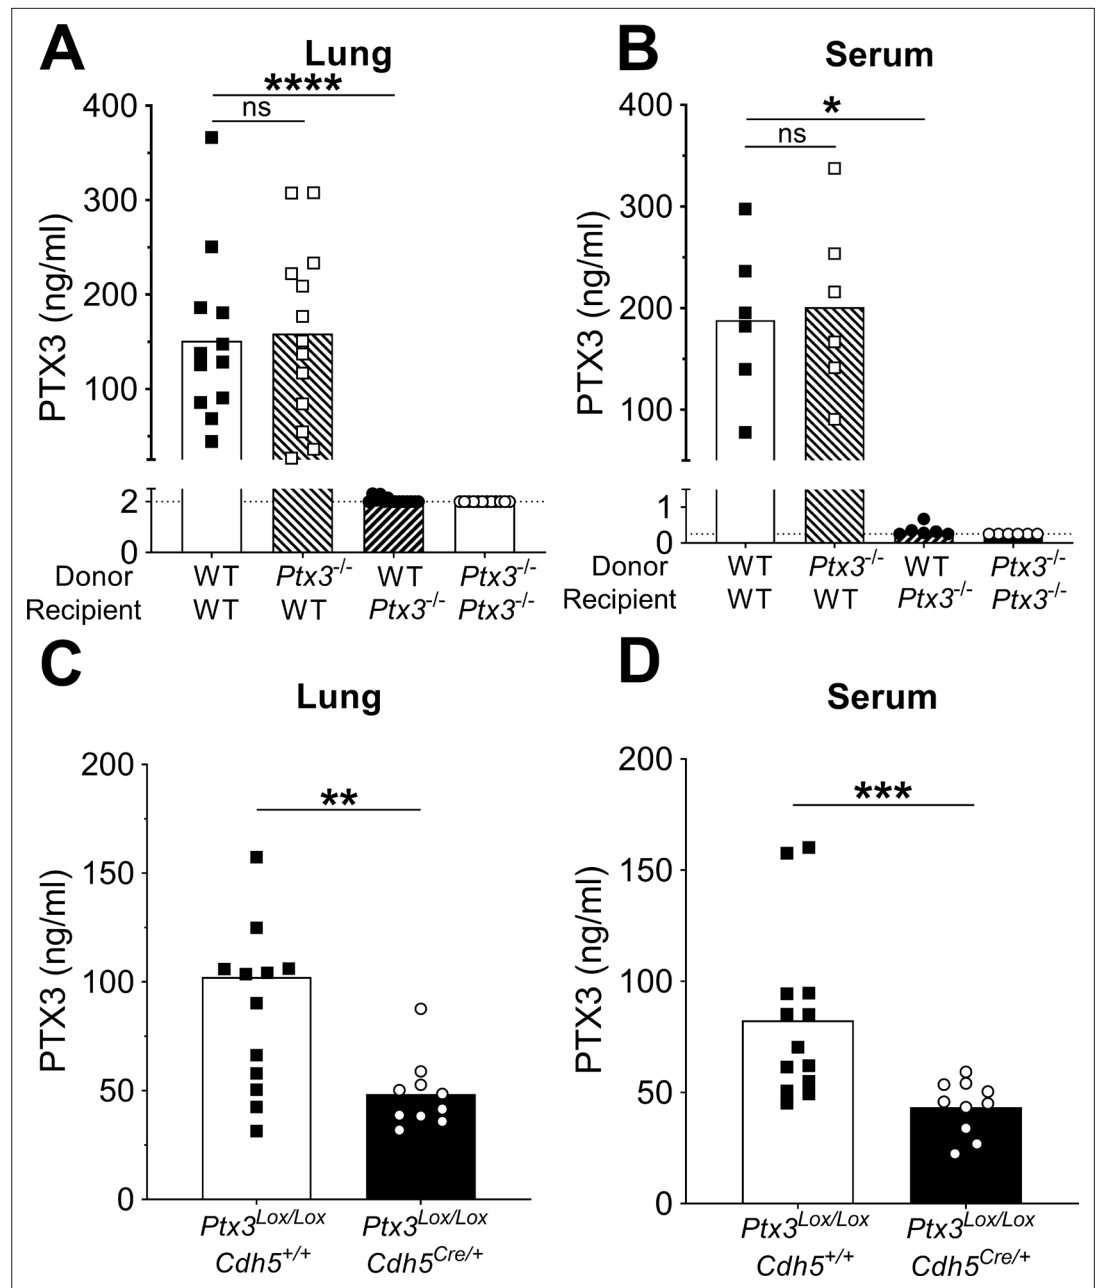 A
Lung
****
ns
400
300
200
100
2
0
PTX3 (ng/ml)
Donor WT Ptx3-/- WT Ptx3-/-
Recipient WT WT Ptx3-/- Ptx3-/-
B
Serum
*
ns
400
300
200
100
1
0
PTX3 (ng/ml)
Donor WT Ptx3-/- WT Ptx3-/-
Recipient WT WT Ptx3-/- Ptx3-/-
C
Lung
**
200
150
100
50
0
PTX3 (ng/ml)
Ptx3Lox/Lox Ptx3Lox/Lox
Cdh5+/+ Cdh5Cre/+
D
Serum
***
200
150
100
50
0
PTX3 (ng/ml)
Ptx3Lox/Lox Ptx3Lox/Lox
Cdh5+/+ Cdh5Cre/+